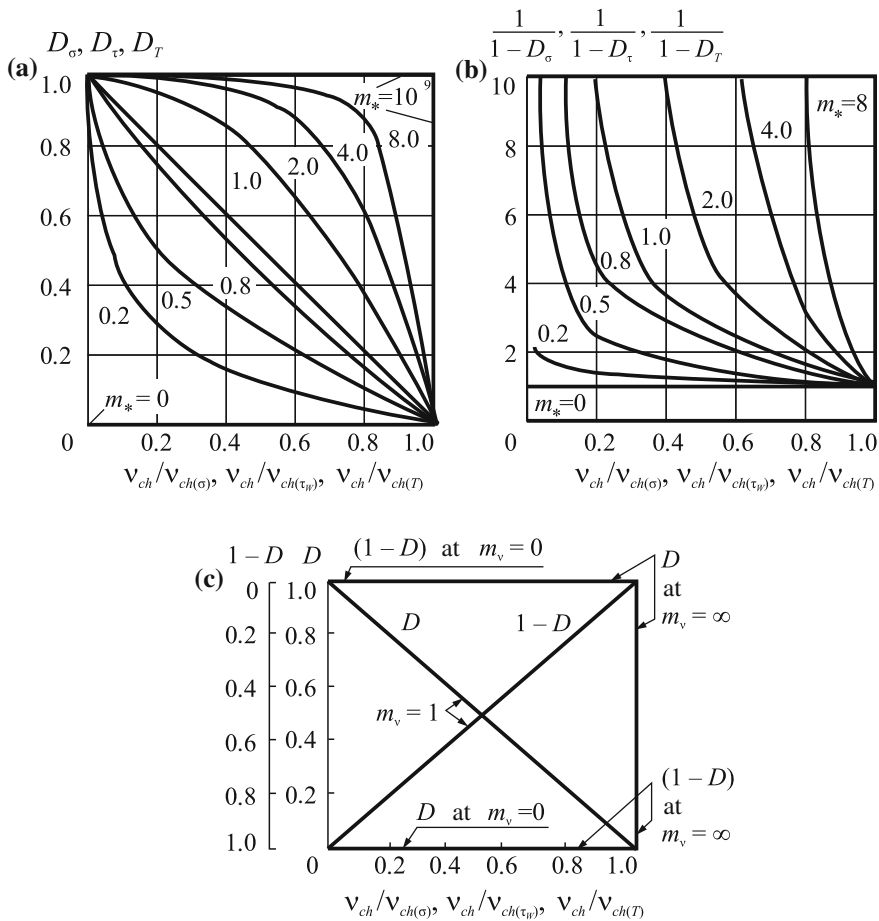 D_σ, D_τ, D_T
(a)
1.0
0.8
0.6
0.4
0.2
0
m_* = 10⁹
8.0
4.0
2.0
1.0
0.8
0.5
0.2
m_* = 0
0.2 0.4 0.6 0.8 1.0
ν_ch/ν_ch(σ), ν_ch/ν_ch(τ_W), ν_ch/ν_ch(T)
1/(1−D_σ), 1/(1−D_τ), 1/(1−D_T)
(b)
10
8
6
4
2
0
m_*=8
4.0
2.0
1.0
0.8
0.5
0.2
m_*=0
0.2 0.4 0.6 0.8 1.0
ν_ch/ν_ch(σ), ν_ch/ν_ch(τ_W), ν_ch/ν_ch(T)
(c)
1−D D
(1−D) at m_ν = 0
0 1.0
0.2 0.8
0.4 0.6
0.6 0.4
0.8 0.2
1.0
D
1−D
m_ν = 1
D at m_ν =0
D
at
m_ν = ∞
(1−D)
at
m_ν = ∞
0 0.2 0.4 0.6 0.8 1.0
ν_ch/ν_ch(σ), ν_ch/ν_ch(τ_W), ν_ch/ν_ch(T)